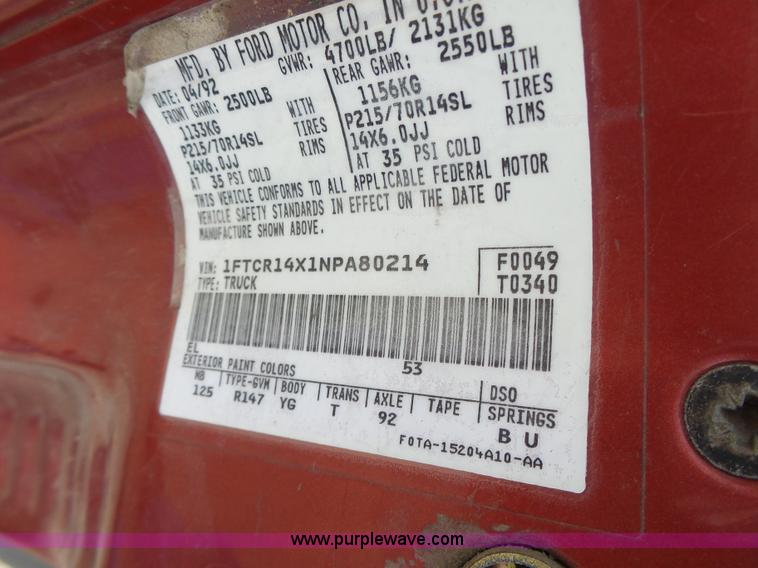 MFD. BY FORD MOTOR CO. IN U.S.A.
DATE: 04/92 GVWR: 4700LB/ 2131KG
FRONT GAWR: 2500LB REAR GAWR: 2550LB
1133KG WITH 1156KG WITH
P215/70R14SL TIRES P215/70R14SL TIRES
14X6.0JJ RIMS 14X6.0JJ RIMS
AT 35 PSI COLD AT 35 PSI COLD
THIS VEHICLE CONFORMS TO ALL APPLICABLE FEDERAL MOTOR
VEHICLE SAFETY STANDARDS IN EFFECT ON THE DATE OF
MANUFACTURE SHOWN ABOVE.
VIN: 1FTCR14X1NPA80214 F0049
TYPE: TRUCK T0340
EL 53
EXTERIOR PAINT COLORS DSO
WB TYPE-GVM BODY TRANS AXLE TAPE SPRINGS
125 R147 YG T 92 B U
F0TA-15204A10-AA
www.purplewave.com